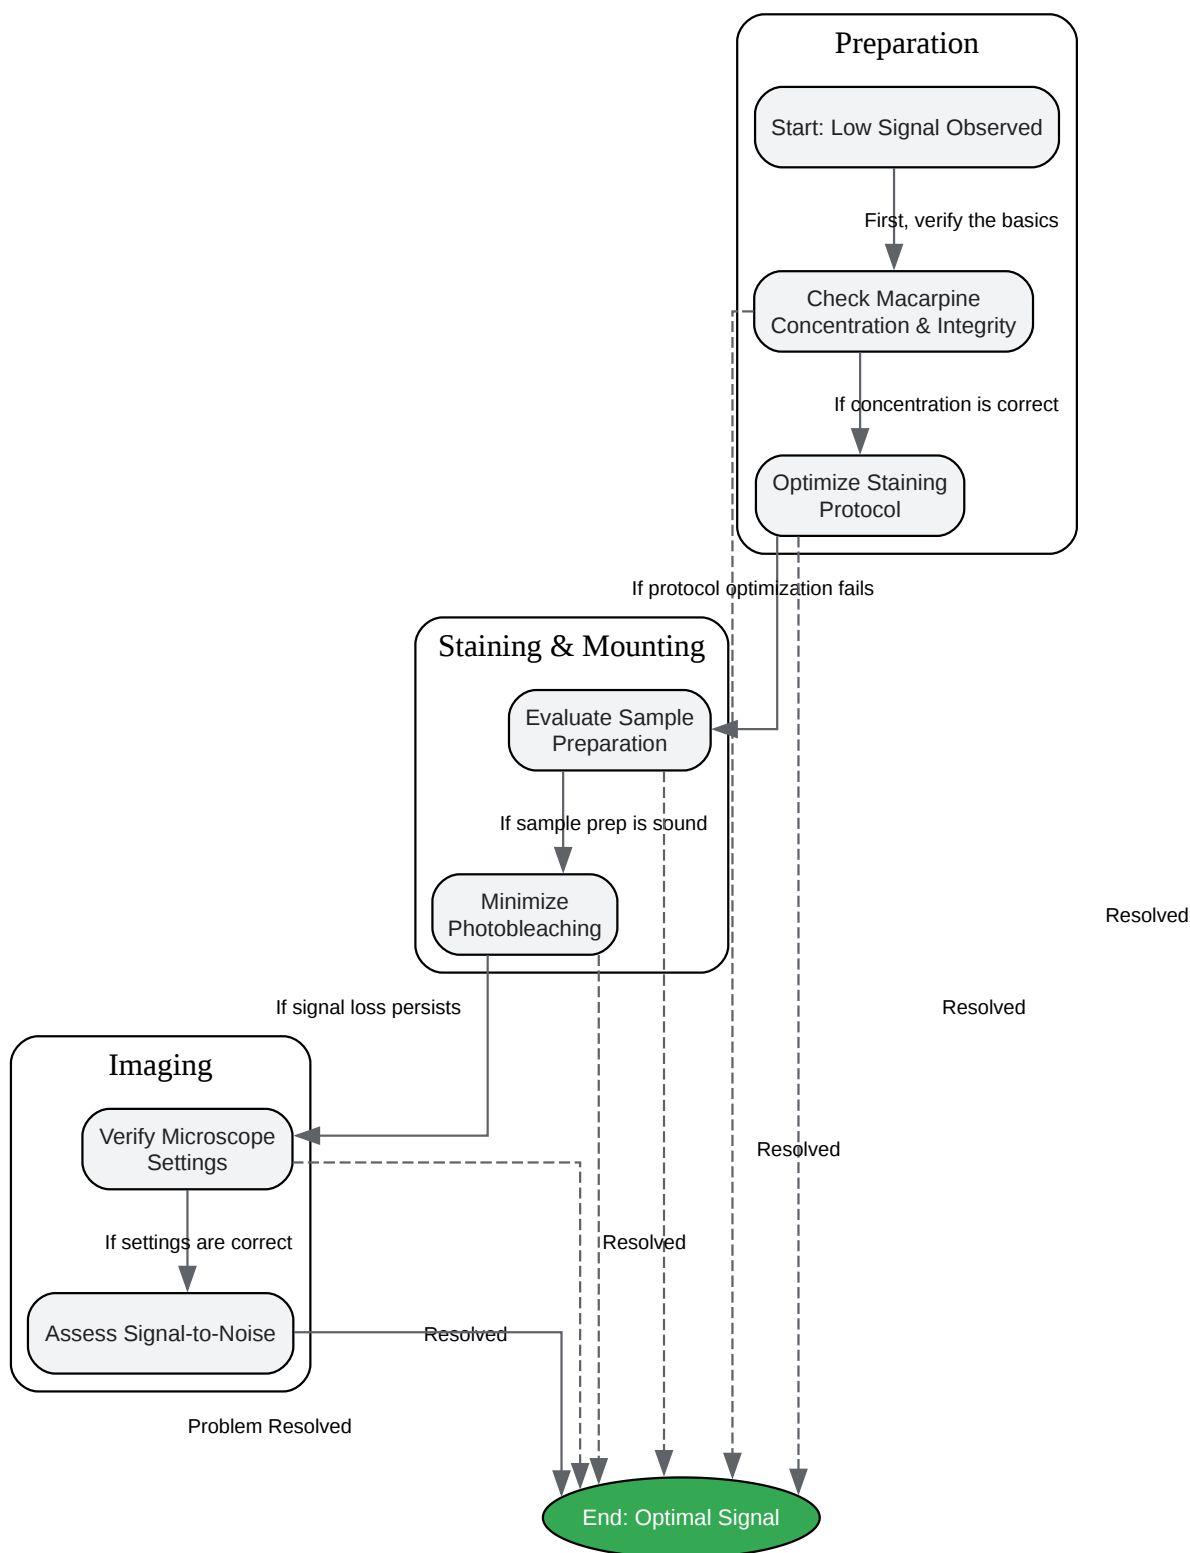 Preparation
Start: Low Signal Observed
First, verify the basics
Check Macarpine
Concentration & Integrity
If concentration is correct
Optimize Staining
Protocol
If protocol optimization fails
Staining & Mounting
Evaluate Sample
Preparation
If sample prep is sound
Minimize
Photobleaching
Resolved
If signal loss persists
Resolved
Imaging
Verify Microscope
Settings
Resolved
If settings are correct
Resolved
Assess Signal-to-Noise
Resolved
Problem Resolved
End: Optimal Signal